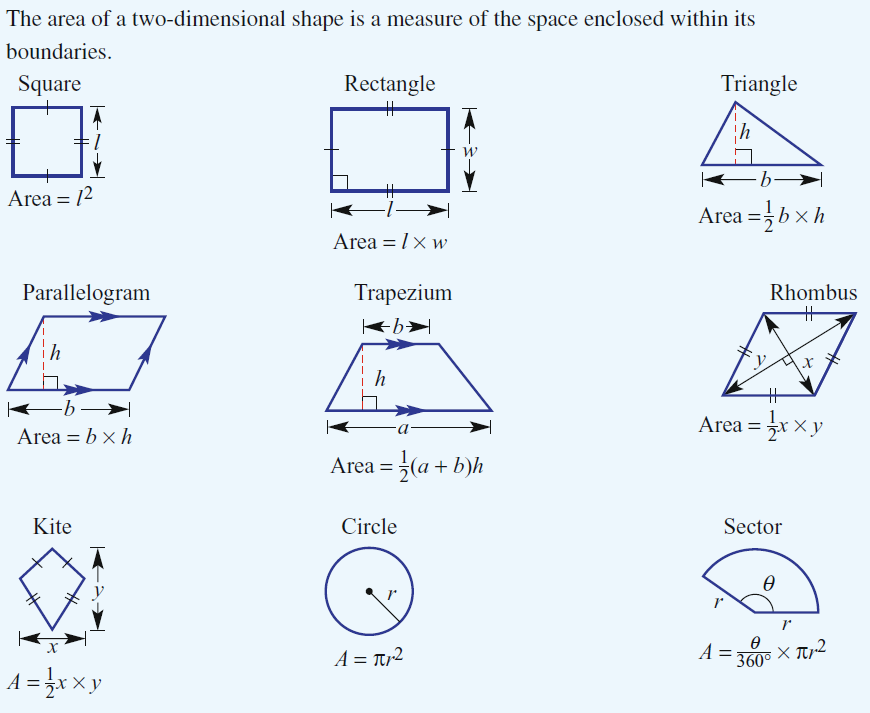 The area of a two-dimensional shape is a measure of the space enclosed within its
boundaries.
Square
l
Area = l²
Rectangle
w
l
Area = l × w
Triangle
h
b
Area = ½ b × h
Parallelogram
h
b
Area = b × h
Trapezium
b
h
a
Area = ½(a + b)h
Rhombus
y
x
Area = ½x × y
Kite
y
x
A = ½x × y
Circle
r
A = πr²
Sector
θ
r
r
A = θ/360° × πr²